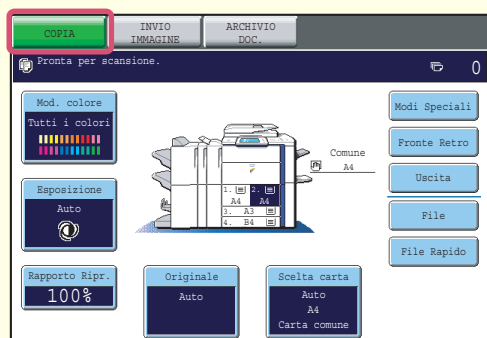 COPIA
INVIO
IMMAGINE
ARCHIVIO
DOC.
Pronta per scansione.
0
Mod. colore
Tutti i colori
Esposizione
Auto
Rapporto Ripr.
100%
Originale
Auto
Scelta carta
Auto
A4
Carta comune
1.
A4
2.
A4
3. A3
4. B4
Comune
A4
Modi Speciali
Fronte Retro
Uscita
File
File Rapido